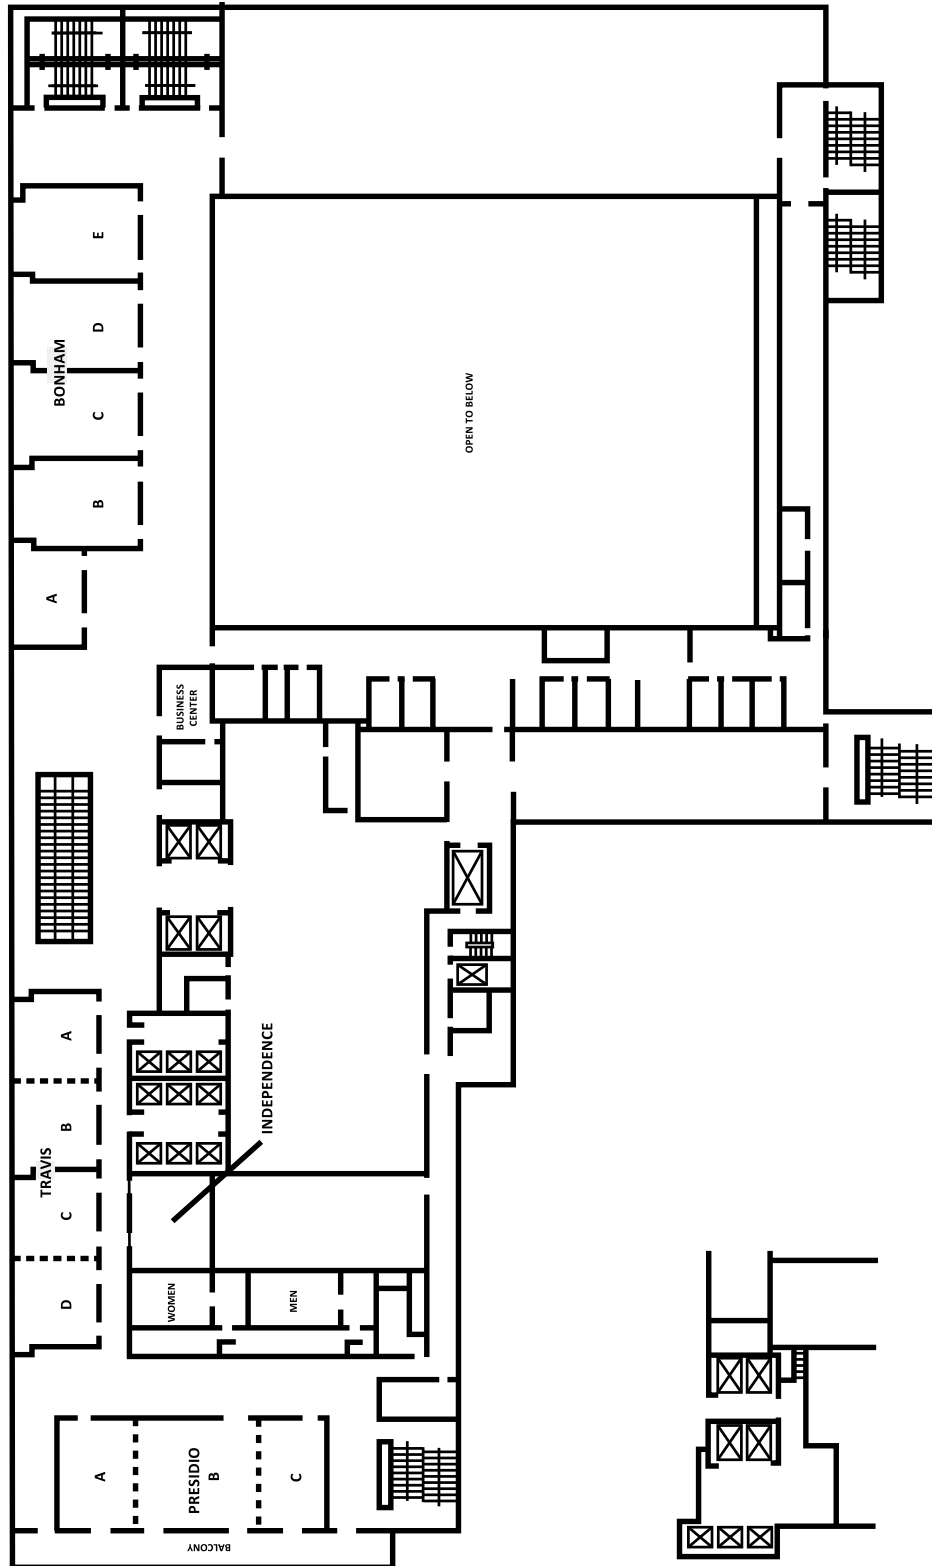 E
D
BONHAM
C
B
A
OPEN TO BELOW
BUSINESS
CENTER
A
B
TRAVIS
C
D
INDEPENDENCE
WOMEN
MEN
A
PRESIDIO
B
C
BALCONY